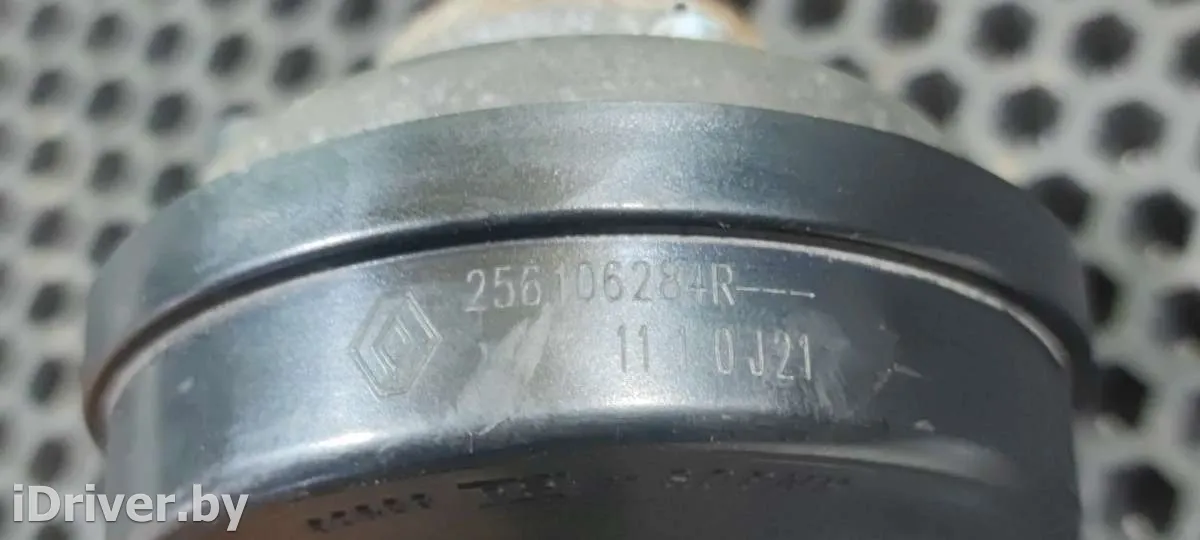 256106284R---
11 1 0J21
iDriver.by